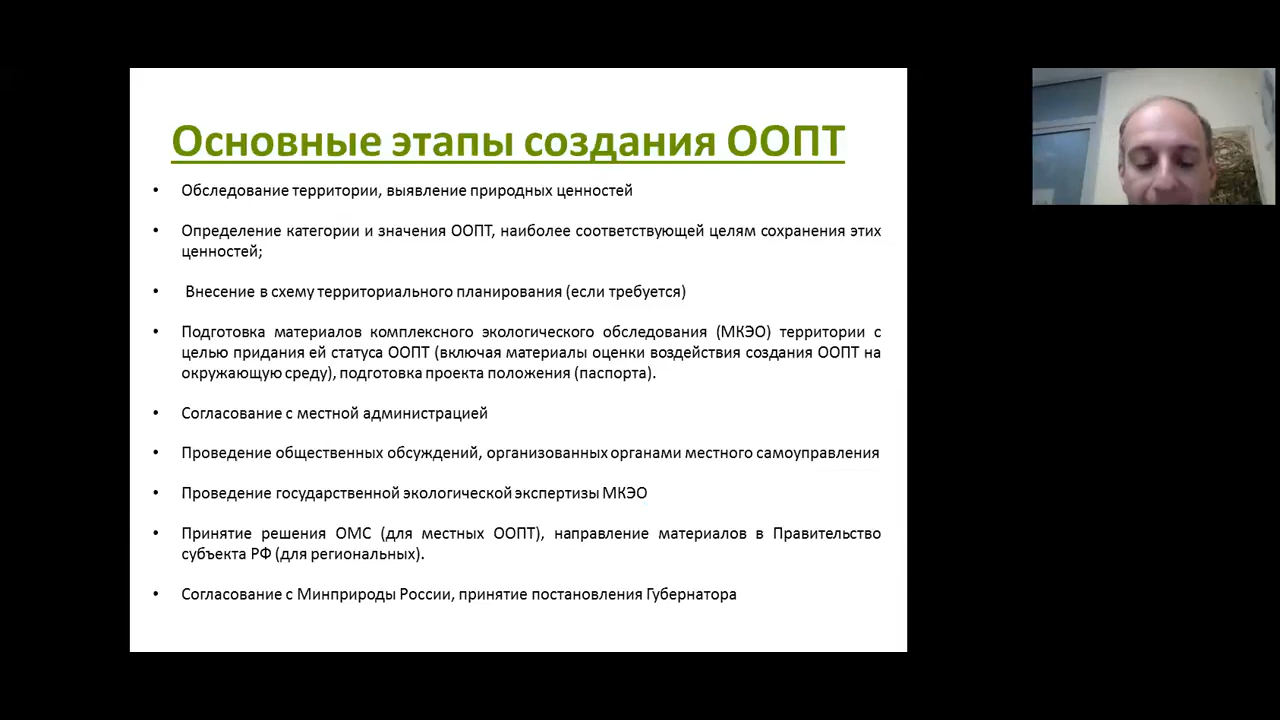 Основные этапы создания ООПТ
• Обследование территории, выявление природных ценностей
• Определение категории и значения ООПТ, наиболее соответствующей целям сохранения этих
ценностей;
• Внесение в схему территориального планирования (если требуется)
• Подготовка материалов комплексного экологического обследования (МКЭО) территории с
целью придания ей статуса ООПТ (включая материалы оценки воздействия создания ООПТ на
окружающую среду), подготовка проекта положения (паспорта).
• Согласование с местной администрацией
• Проведение общественных обсуждений, организованных органами местного самоуправления
• Проведение государственной экологической экспертизы МКЭО
• Принятие решения ОМС (для местных ООПТ), направление материалов в Правительство
субъекта РФ (для региональных).
• Согласование с Минприроды России, принятие постановления Губернатора